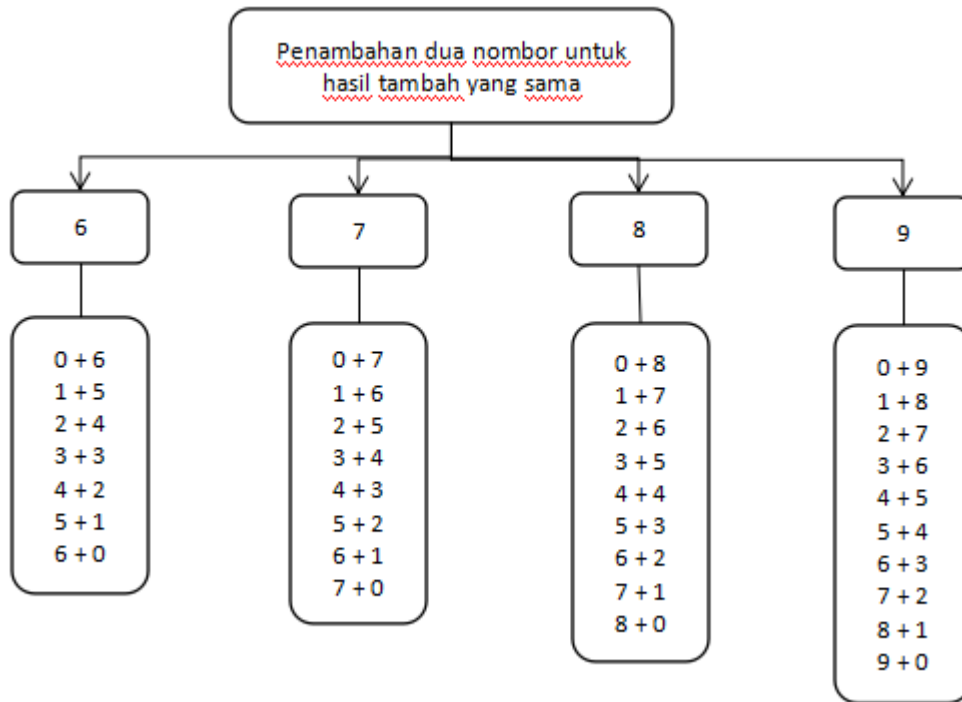 Penambahan dua nombor untuk
hasil tambah yang sama
6
7
8
9
0 + 6
1 + 5
2 + 4
3 + 3
4 + 2
5 + 1
6 + 0
0 + 7
1 + 6
2 + 5
3 + 4
4 + 3
5 + 2
6 + 1
7 + 0
0 + 8
1 + 7
2 + 6
3 + 5
4 + 4
5 + 3
6 + 2
7 + 1
8 + 0
0 + 9
1 + 8
2 + 7
3 + 6
4 + 5
5 + 4
6 + 3
7 + 2
8 + 1
9 + 0